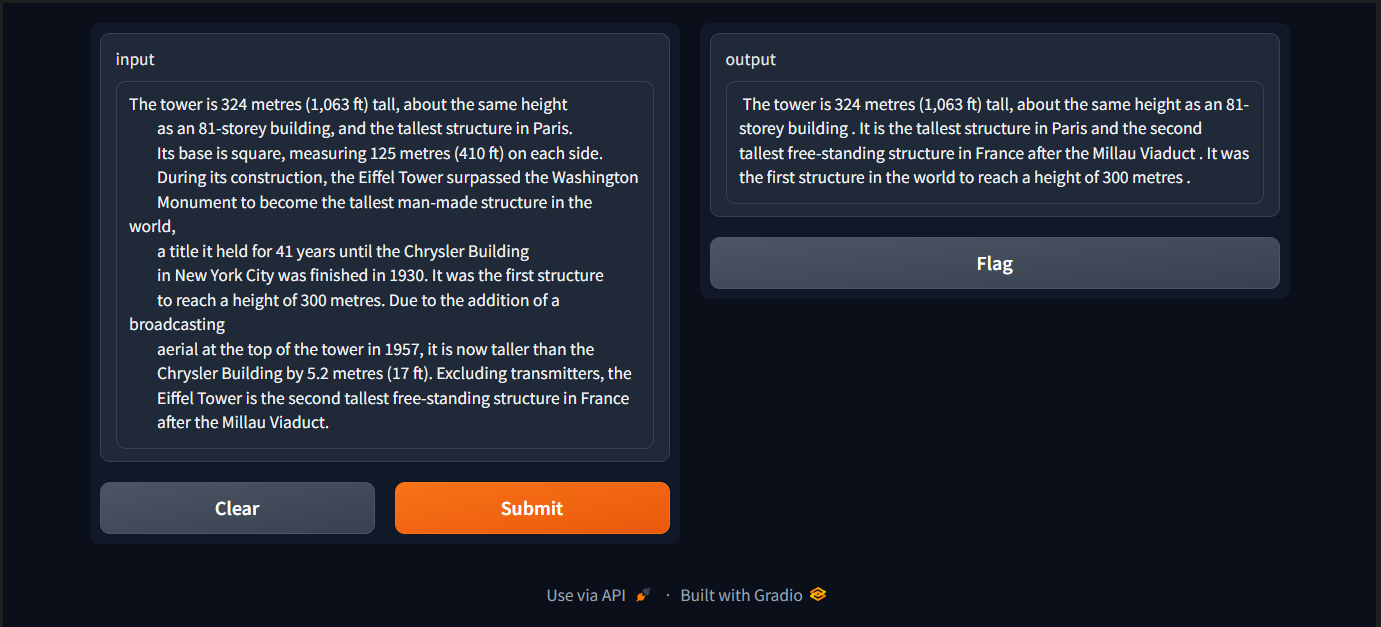 input
The tower is 324 metres (1,063 ft) tall, about the same height
as an 81-storey building, and the tallest structure in Paris.
Its base is square, measuring 125 metres (410 ft) on each side.
During its construction, the Eiffel Tower surpassed the Washington
Monument to become the tallest man-made structure in the
world,
a title it held for 41 years until the Chrysler Building
in New York City was finished in 1930. It was the first structure
to reach a height of 300 metres. Due to the addition of a
broadcasting
aerial at the top of the tower in 1957, it is now taller than the
Chrysler Building by 5.2 metres (17 ft). Excluding transmitters, the
Eiffel Tower is the second tallest free-standing structure in France
after the Millau Viaduct.
Clear
Submit
output
The tower is 324 metres (1,063 ft) tall, about the same height as an 81-
storey building . It is the tallest structure in Paris and the second
tallest free-standing structure in France after the Millau Viaduct . It was
the first structure in the world to reach a height of 300 metres .
Flag
Use via API · Built with Gradio